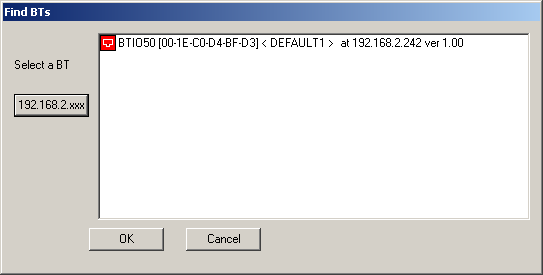 Find BTs
BTIO50 [00-1E-C0-D4-BF-D3] < DEFAULT1 > at 192.168.2.242 ver 1.00
Select a BT
192.168.2.xxx
OK
Cancel